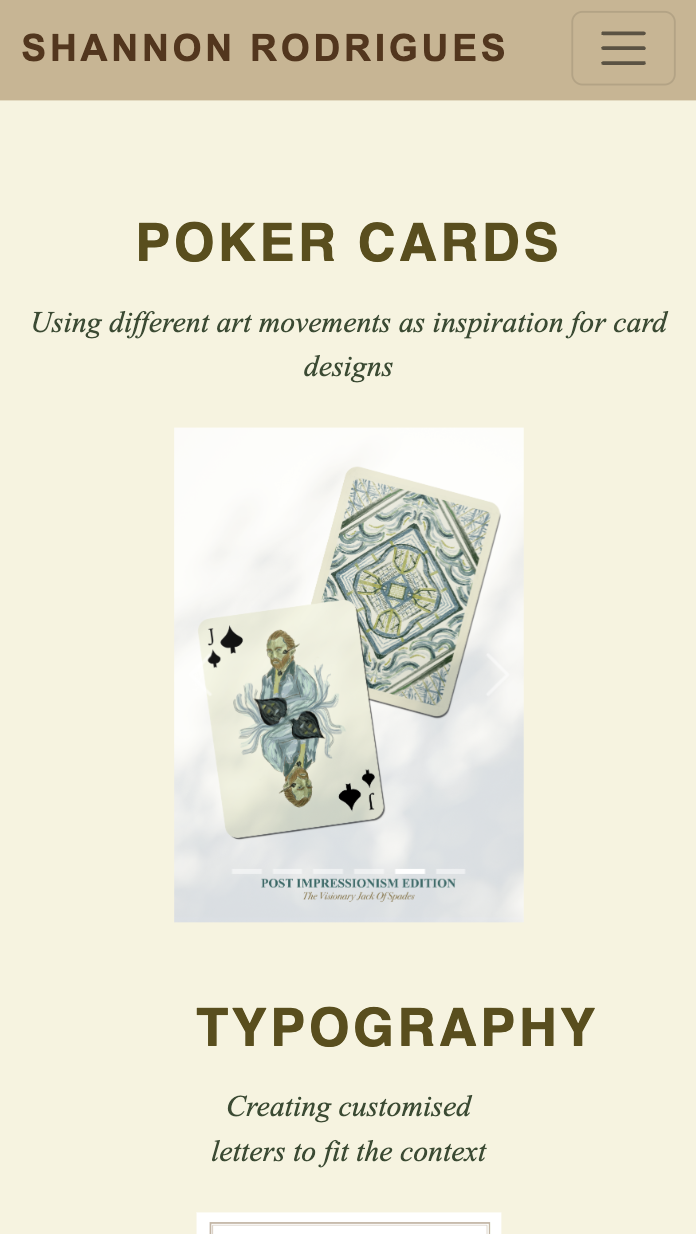 SHANNON RODRIGUES
POKER CARDS
Using different art movements as inspiration for card
designs
J
J
POST IMPRESSIONISM EDITION
The Visionary Jack Of Spades
TYPOGRAPHY
Creating customised
letters to fit the context